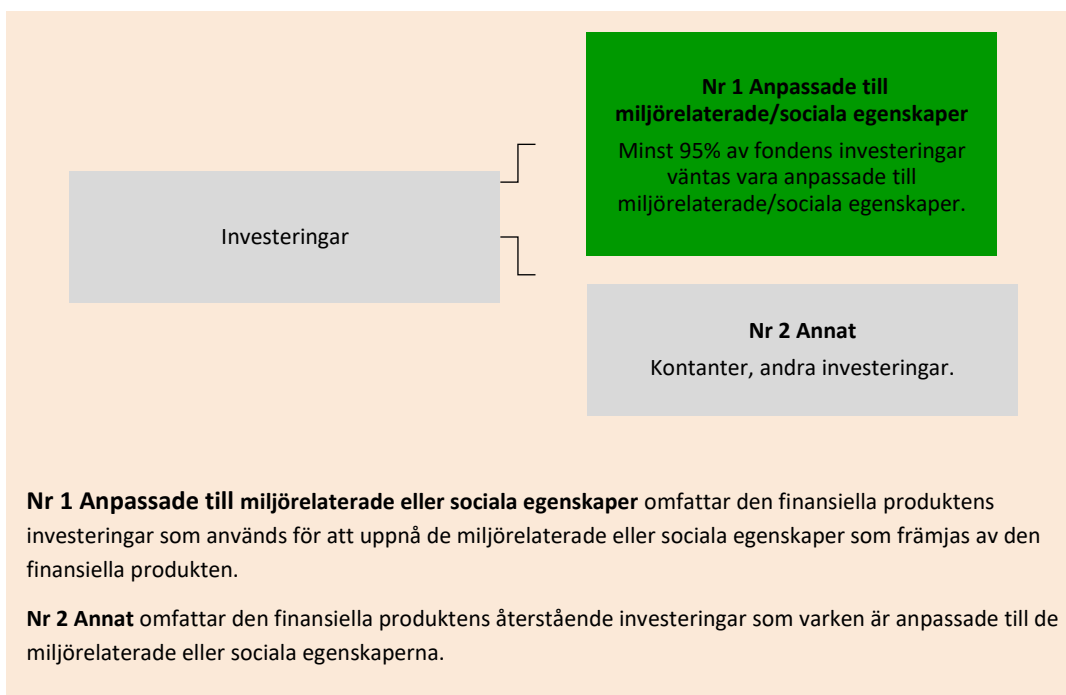 Nr 1 Anpassade till
miljörelaterade/sociala egenskaper
Minst 95% av fondens investeringar
väntas vara anpassade till
miljörelaterade/sociala egenskaper.
Investeringar
Nr 2 Annat
Kontanter, andra investeringar.
Nr 1 Anpassade till miljörelaterade eller sociala egenskaper omfattar den finansiella produktens
investeringar som används för att uppnå de miljörelaterade eller sociala egenskaper som främjas av den
finansiella produkten.
Nr 2 Annat omfattar den finansiella produktens återstående investeringar som varken är anpassade till de
miljörelaterade eller sociala egenskaperna.